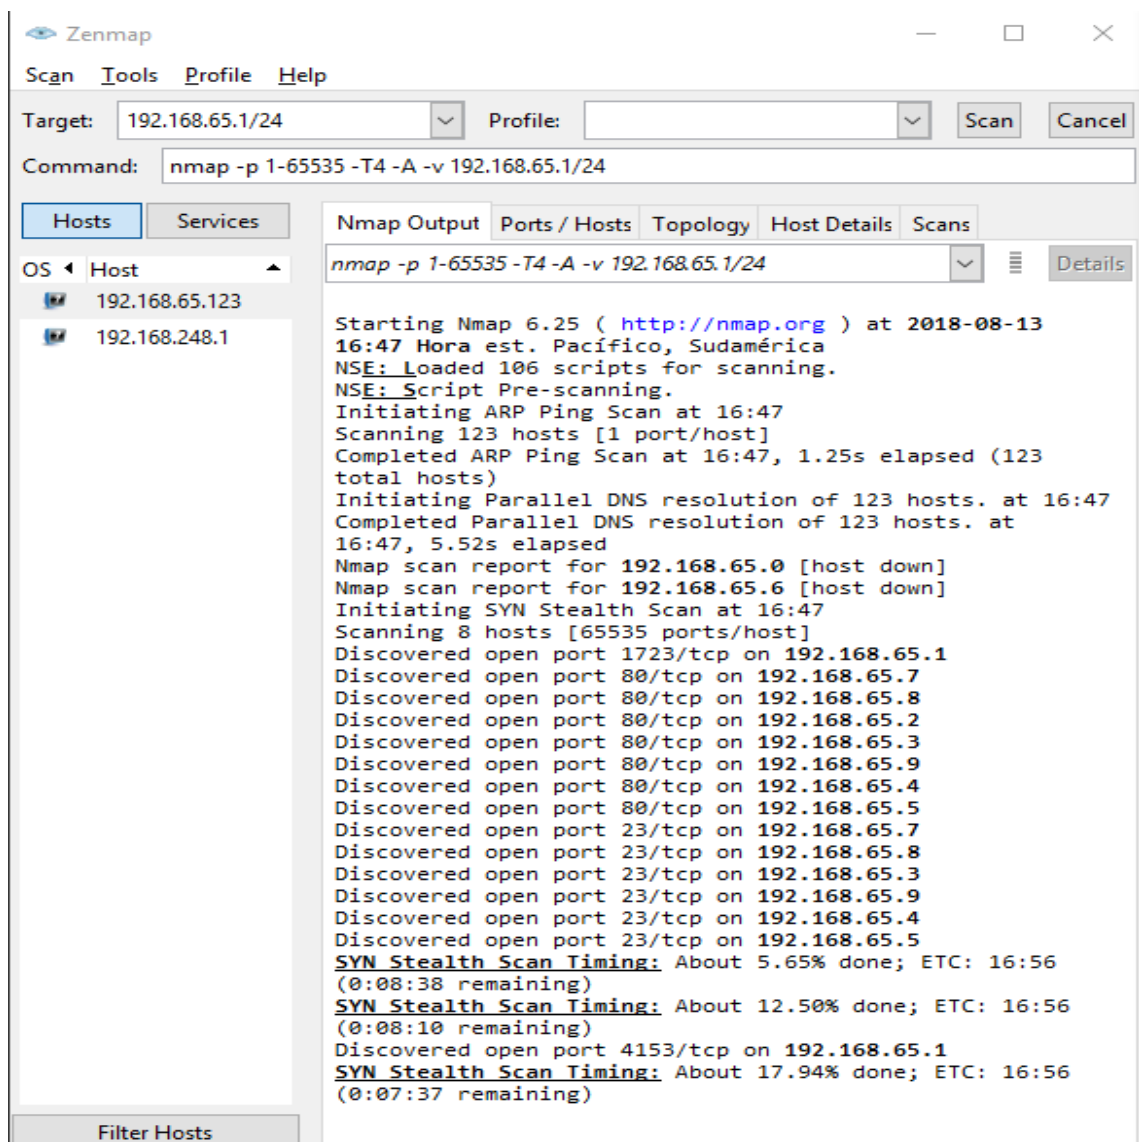 Zenmap
Scan Tools Profile Help
Target: 192.168.65.1/24 Profile: Scan Cancel
Command: nmap -p 1-65535 -T4 -A -v 192.168.65.1/24
Hosts Services
Nmap Output Ports / Hosts Topology Host Details Scans
OS Host
nmap -p 1-65535 -T4 -A -v 192.168.65.1/24 Details
192.168.65.123
192.168.248.1
Starting Nmap 6.25 ( http://nmap.org ) at 2018-08-13
16:47 Hora est. Pacífico, Sudamérica
NSE: Loaded 106 scripts for scanning.
NSE: Script Pre-scanning.
Initiating ARP Ping Scan at 16:47
Scanning 123 hosts [1 port/host]
Completed ARP Ping Scan at 16:47, 1.25s elapsed (123
total hosts)
Initiating Parallel DNS resolution of 123 hosts. at 16:47
Completed Parallel DNS resolution of 123 hosts. at
16:47, 5.52s elapsed
Nmap scan report for 192.168.65.0 [host down]
Nmap scan report for 192.168.65.6 [host down]
Initiating SYN Stealth Scan at 16:47
Scanning 8 hosts [65535 ports/host]
Discovered open port 1723/tcp on 192.168.65.1
Discovered open port 80/tcp on 192.168.65.7
Discovered open port 80/tcp on 192.168.65.8
Discovered open port 80/tcp on 192.168.65.2
Discovered open port 80/tcp on 192.168.65.3
Discovered open port 80/tcp on 192.168.65.9
Discovered open port 80/tcp on 192.168.65.4
Discovered open port 80/tcp on 192.168.65.5
Discovered open port 23/tcp on 192.168.65.7
Discovered open port 23/tcp on 192.168.65.8
Discovered open port 23/tcp on 192.168.65.3
Discovered open port 23/tcp on 192.168.65.9
Discovered open port 23/tcp on 192.168.65.4
Discovered open port 23/tcp on 192.168.65.5
SYN Stealth Scan Timing: About 5.65% done; ETC: 16:56
(0:08:38 remaining)
SYN Stealth Scan Timing: About 12.50% done; ETC: 16:56
(0:08:10 remaining)
Discovered open port 4153/tcp on 192.168.65.1
SYN Stealth Scan Timing: About 17.94% done; ETC: 16:56
(0:07:37 remaining)
Filter Hosts